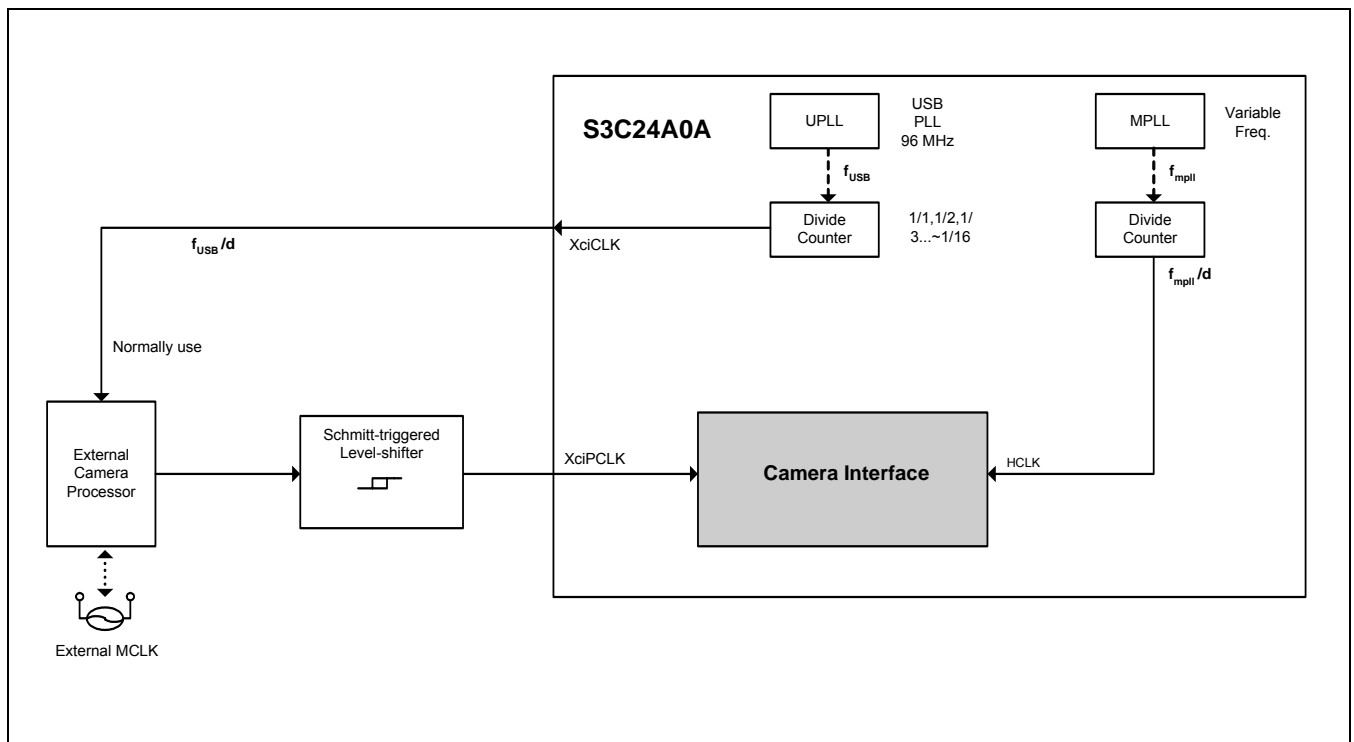 S3C24A0A
UPLL
USB
PLL
96 MHz
MPLL
Variable
Freq.
fUSB
fmpll
Divide
Counter
1/1,1/2,1/
3...~1/16
Divide
Counter
XciCLK
fUSB/d
fmpll/d
Normally use
External
Camera
Processor
Schmitt-triggered
Level-shifter
XciPCLK
Camera Interface
HCLK
External MCLK